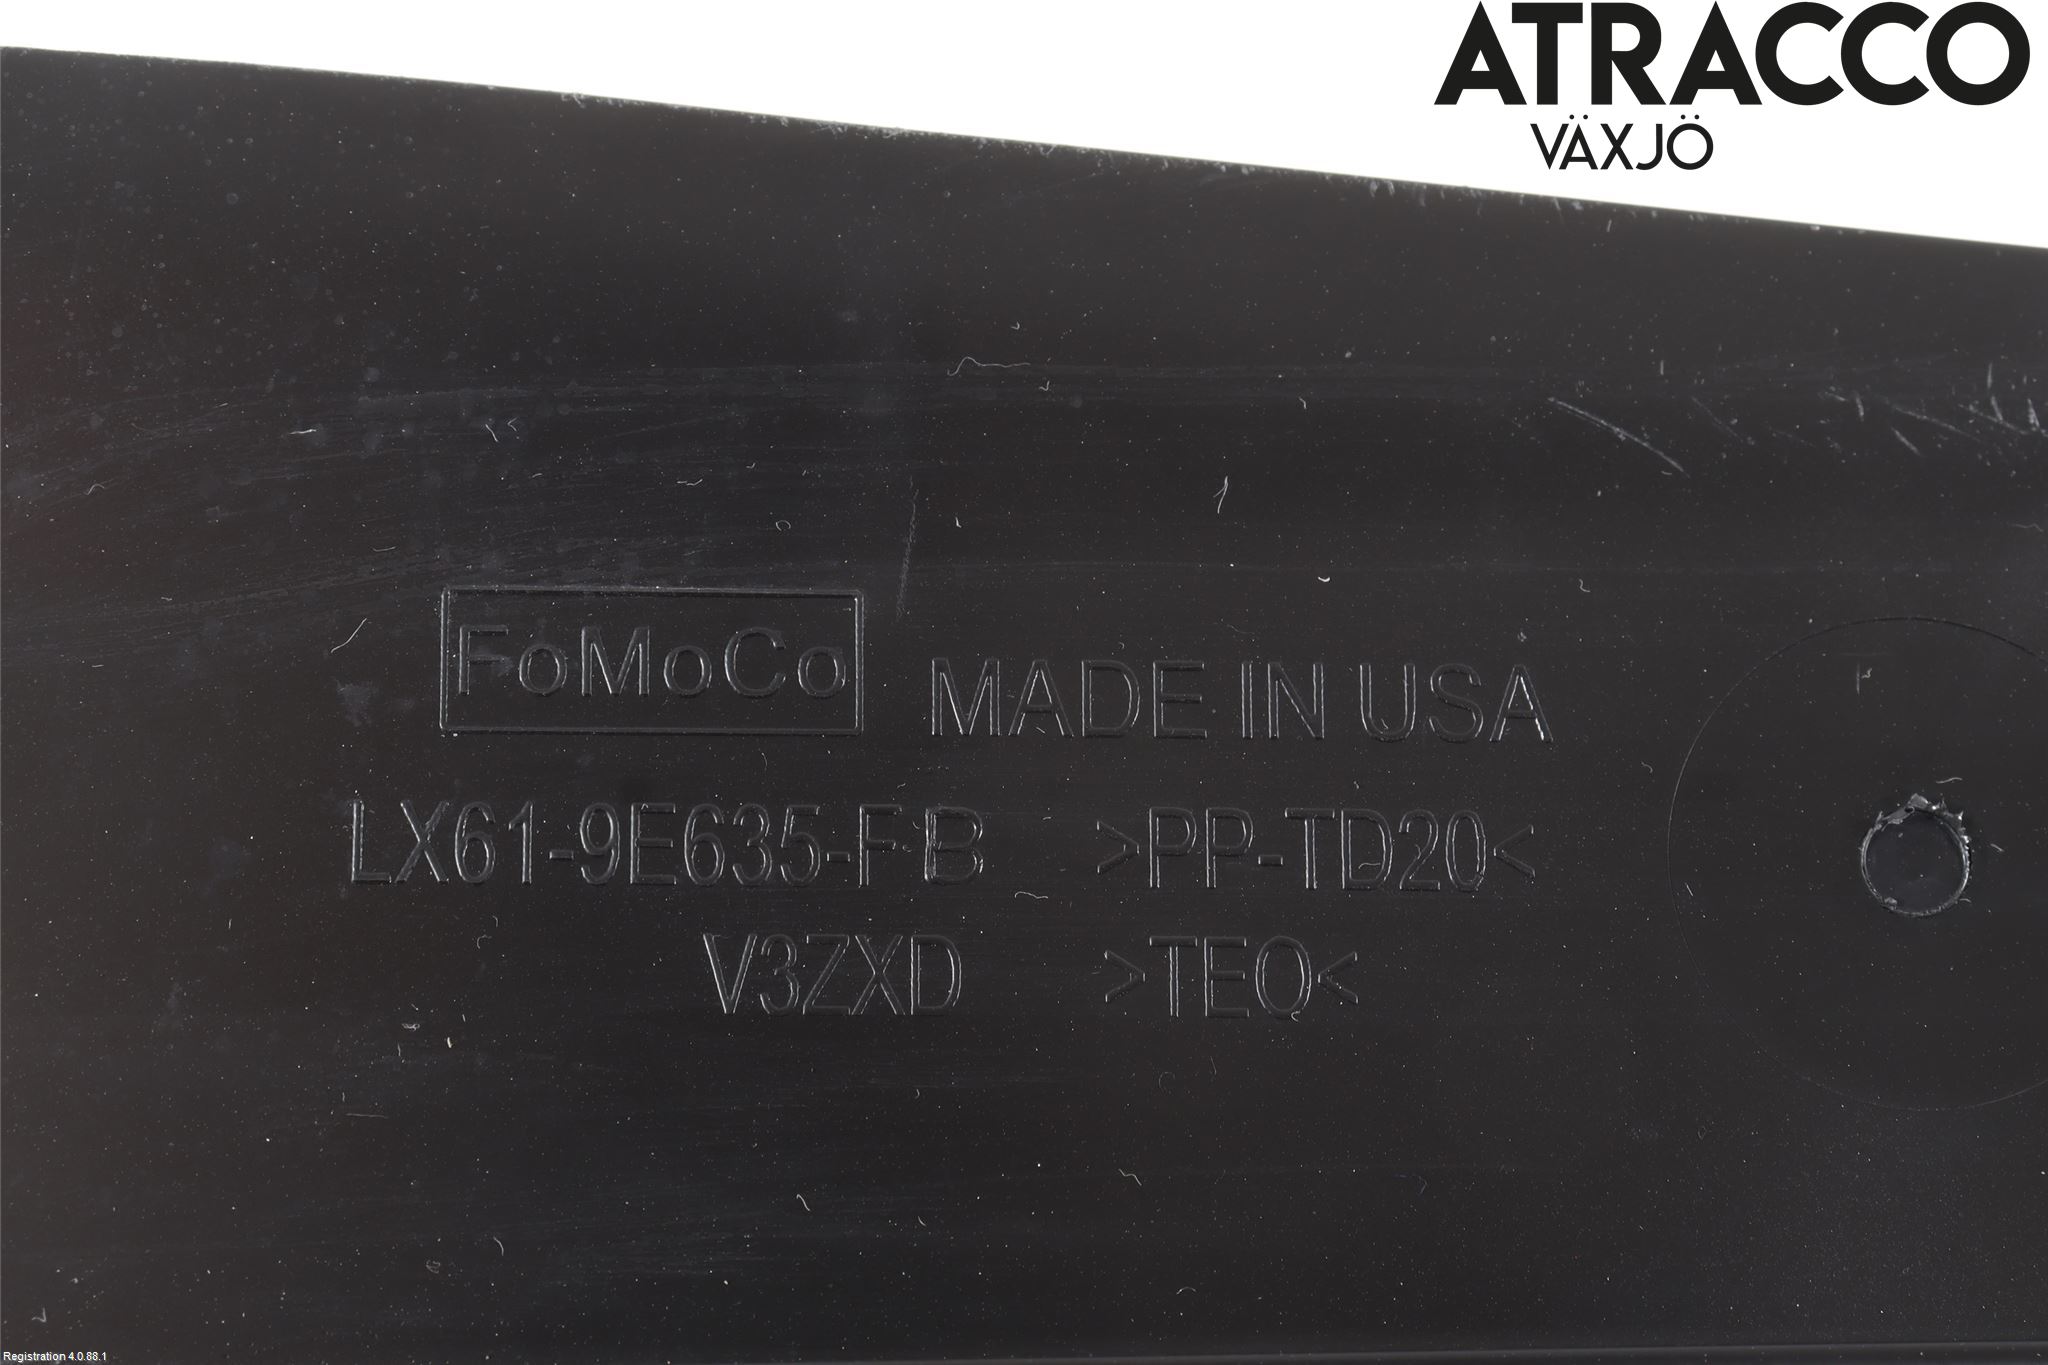 ATRACCO
VÄXJÖ
FoMoCo MADE IN USA
LX61-9E635-FB >PP-TD20<
V3ZXD >TEO<
Registration 4.0.88.1